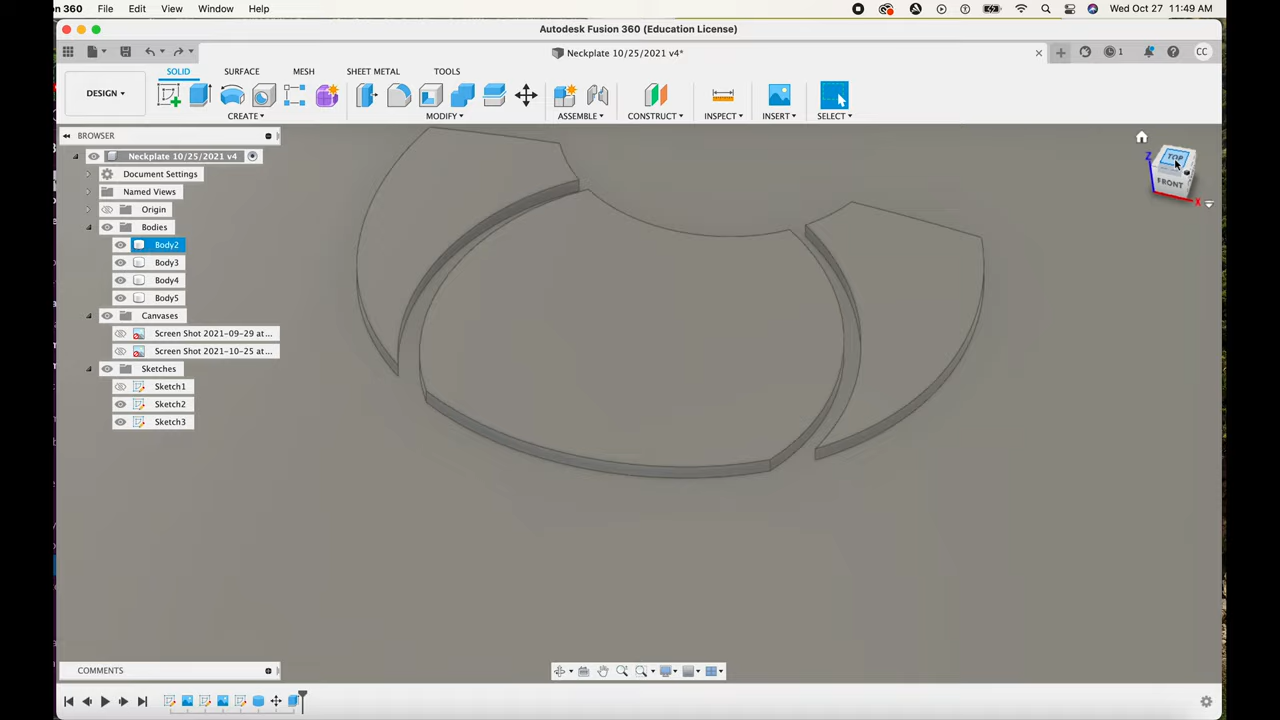 on 360 File Edit View Window Help Wed Oct 27 11:49 AM
Autodesk Fusion 360 (Education License)
Neckplate 10/25/2021 v4*
1
CC
DESIGN
SOLID SURFACE MESH SHEET METAL TOOLS
CREATE MODIFY ASSEMBLE CONSTRUCT INSPECT INSERT SELECT
BROWSER
Neckplate 10/25/2021 v4
Document Settings
Named Views
Origin
Bodies
Body2
Body3
Body4
Body5
Canvases
Screen Shot 2021-09-29 at...
Screen Shot 2021-10-25 at...
Sketches
Sketch1
Sketch2
Sketch3
Z
TOP
FRONT
X
COMMENTS